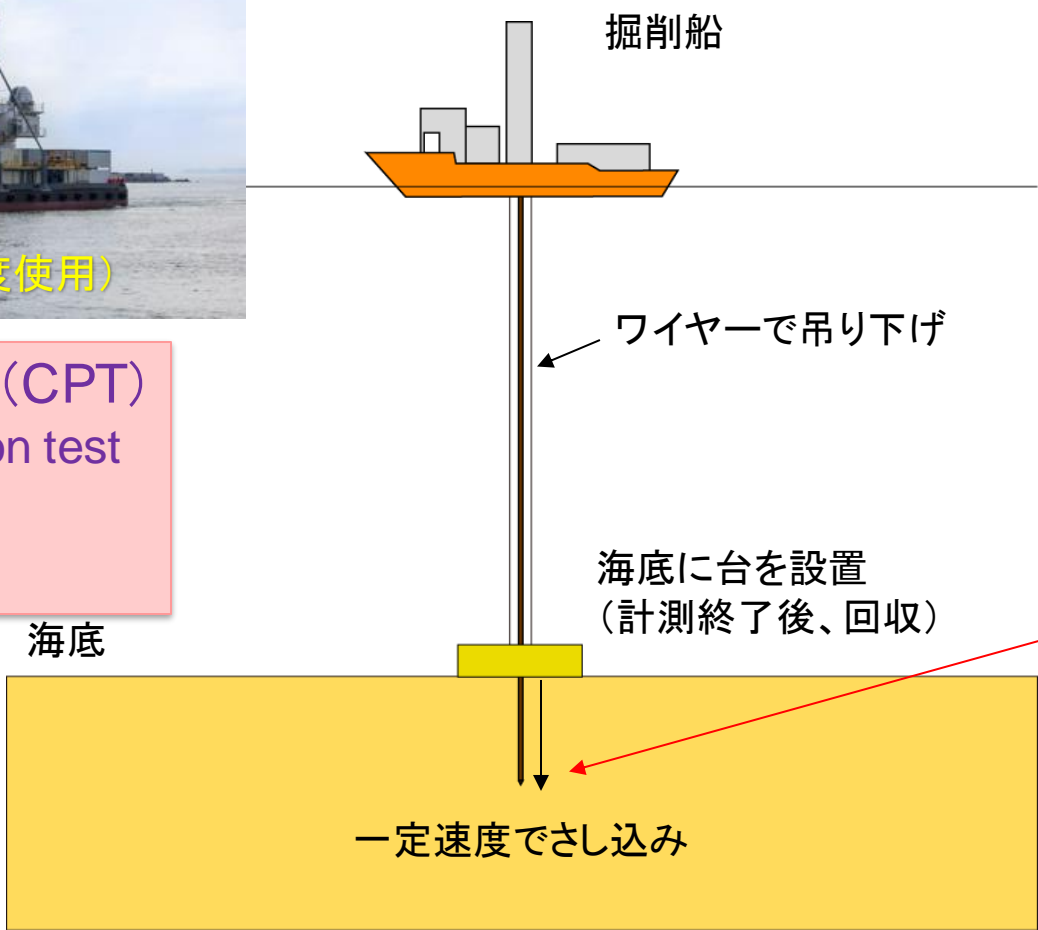 掘削船
度使用）
ワイヤーで吊り下げ
（CPT）
on test
海底に台を設置
（計測終了後、回収）
海底
一定速度でさし込み